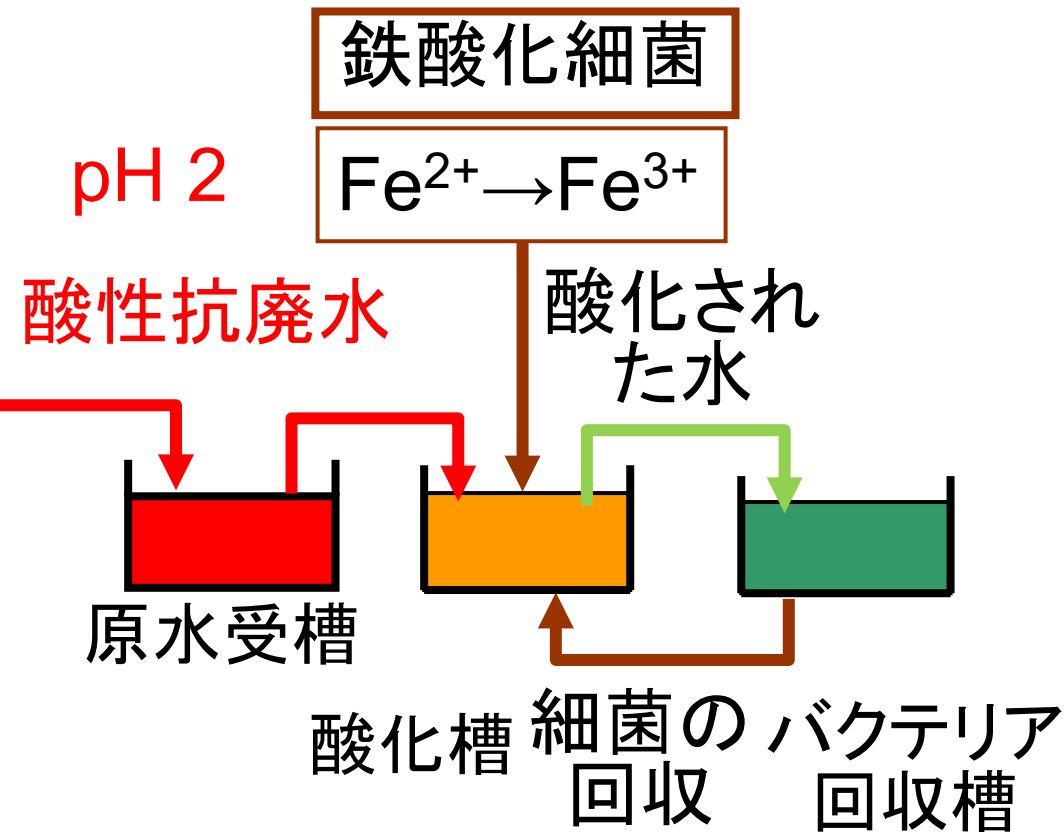 鉄酸化細菌
pH 2
Fe²⁺→Fe³⁺
酸性抗廃水
酸化され
た水
原水受槽
酸化槽
細菌の
回収
バクテリア
回収槽